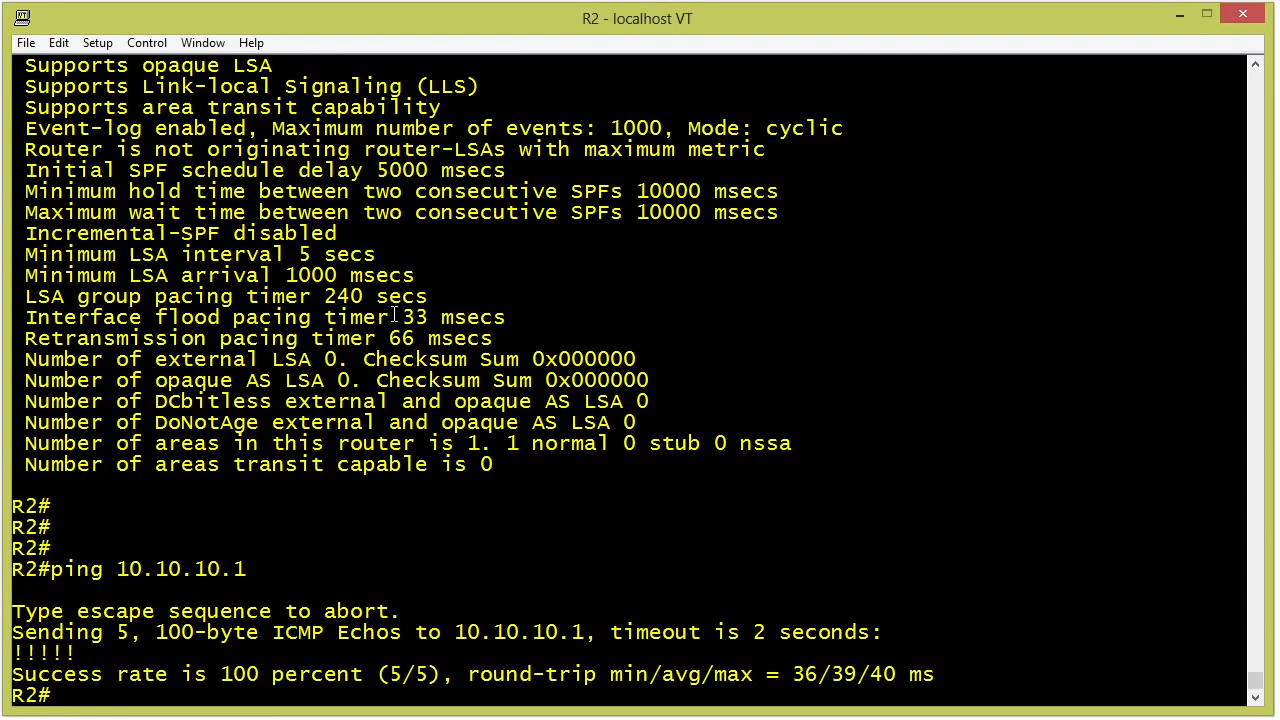 R2 - localhost VT
File Edit Setup Control Window Help
Supports opaque LSA
Supports Link-local Signaling (LLS)
Supports area transit capability
Event-log enabled, Maximum number of events: 1000, Mode: cyclic
Router is not originating router-LSAs with maximum metric
Initial SPF schedule delay 5000 msecs
Minimum hold time between two consecutive SPFs 10000 msecs
Maximum wait time between two consecutive SPFs 10000 msecs
Incremental-SPF disabled
Minimum LSA interval 5 secs
Minimum LSA arrival 1000 msecs
LSA group pacing timer 240 secs
Interface flood pacing timer 33 msecs
Retransmission pacing timer 66 msecs
Number of external LSA 0. Checksum Sum 0x000000
Number of opaque AS LSA 0. Checksum Sum 0x000000
Number of DCbitless external and opaque AS LSA 0
Number of DoNotAge external and opaque AS LSA 0
Number of areas in this router is 1. 1 normal 0 stub 0 nssa
Number of areas transit capable is 0
R2#
R2#
R2#
R2#ping 10.10.10.1
Type escape sequence to abort.
Sending 5, 100-byte ICMP Echos to 10.10.10.1, timeout is 2 seconds:
!!!!!
Success rate is 100 percent (5/5), round-trip min/avg/max = 36/39/40 ms
R2#